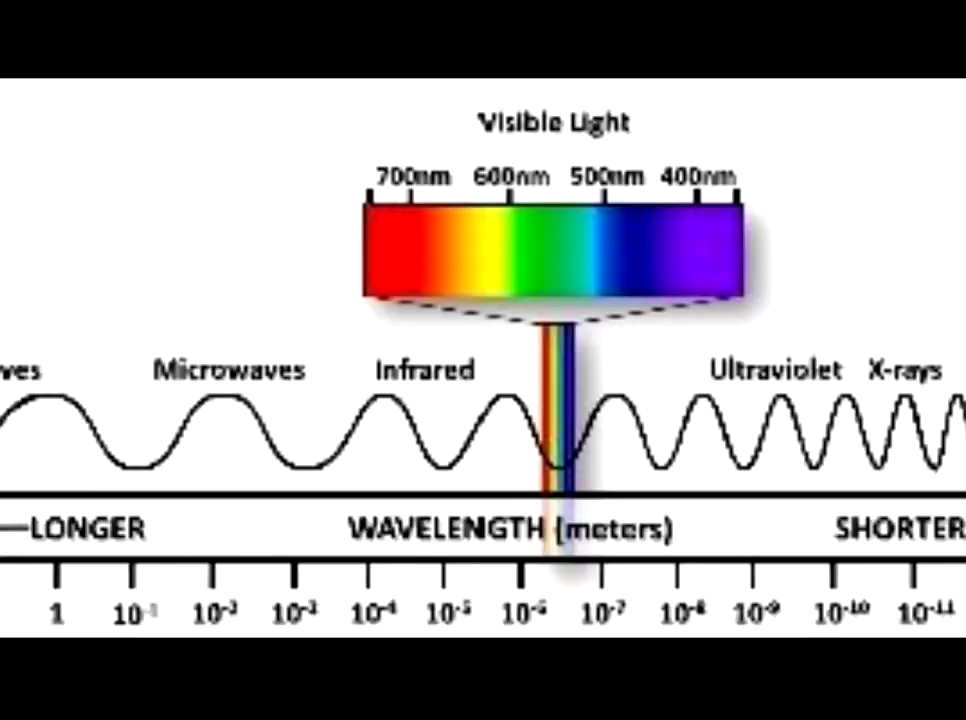 Visible Light
700nm 600nm 500nm 400nm
ves Microwaves Infrared Ultraviolet X-rays
LONGER WAVELENGTH (meters) SHORTER
1 10⁻¹ 10⁻² 10⁻³ 10⁻⁴ 10⁻⁵ 10⁻⁶ 10⁻⁷ 10⁻⁸ 10⁻⁹ 10⁻¹⁰ 10⁻¹¹